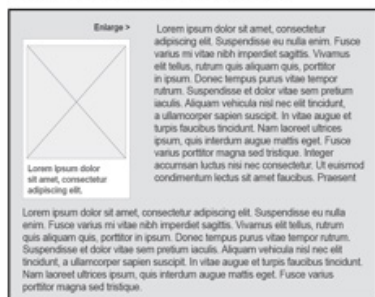 Enlarge >
Lorem ipsum dolor
sit amet, consectetur
adipiscing elit.
Lorem ipsum dolor sit amet, consectetur
adipiscing elit. Suspendisse eu nulla enim. Fusce
varius mi vitae nibh imperdiet sagittis. Vivamus
elit tellus, rutrum quis aliquam quis, porttitor
in ipsum. Donec tempus purus vitae tempor
rutrum. Suspendisse et dolor vitae sem pretium
iaculis. Aliquam vehicula nisl nec elit tincidunt,
a ullamcorper sapien suscipit. In vitae augue et
turpis faucibus tincidunt. Nam laoreet ultrices
ipsum, quis interdum augue mattis eget. Fusce
varius porttitor magna sed tristique. Integer
accumsan luctus nisi nec consectetur. Ut euismod
condimentum lectus sit amet faucibus. Praesent
Lorem ipsum dolor sit amet, consectetur adipiscing elit. Suspendisse eu nulla
enim. Fusce varius mi vitae nibh imperdiet sagittis. Vivamus elit tellus, rutrum
quis aliquam quis, porttitor in ipsum. Donec tempus purus vitae tempor rutrum.
Suspendisse et dolor vitae sem pretium iaculis. Aliquam vehicula nisl nec elit
tincidunt, a ullamcorper sapien suscipit. In vitae augue et turpis faucibus tincidunt.
Nam laoreet ultrices ipsum, quis interdum augue mattis eget. Fusce varius
porttitor magna sed tristique.